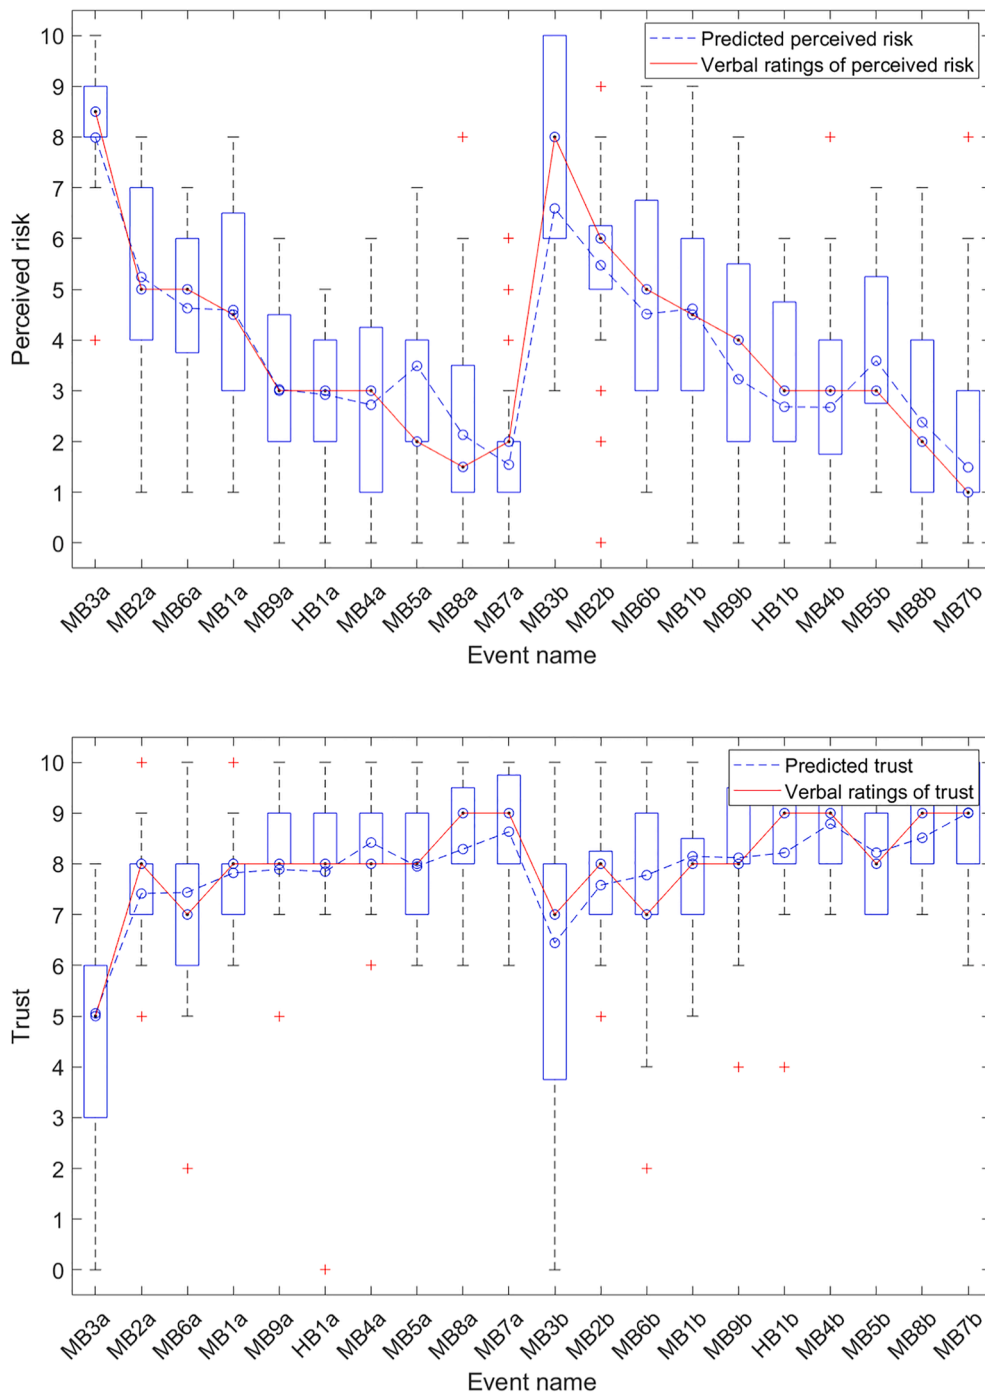 Predicted perceived risk
Verbal ratings of perceived risk
Perceived risk
10
9
8
7
6
5
4
3
2
1
0
MB3a MB2a MB6a MB1a MB9a HB1a MB4a MB5a MB8a MB7a MB3b MB2b MB6b MB1b MB9b HB1b MB4b MB5b MB8b MB7b
Event name
Predicted trust
Verbal ratings of trust
Trust
10
9
8
7
6
5
4
3
2
1
0
MB3a MB2a MB6a MB1a MB9a HB1a MB4a MB5a MB8a MB7a MB3b MB2b MB6b MB1b MB9b HB1b MB4b MB5b MB8b MB7b
Event name